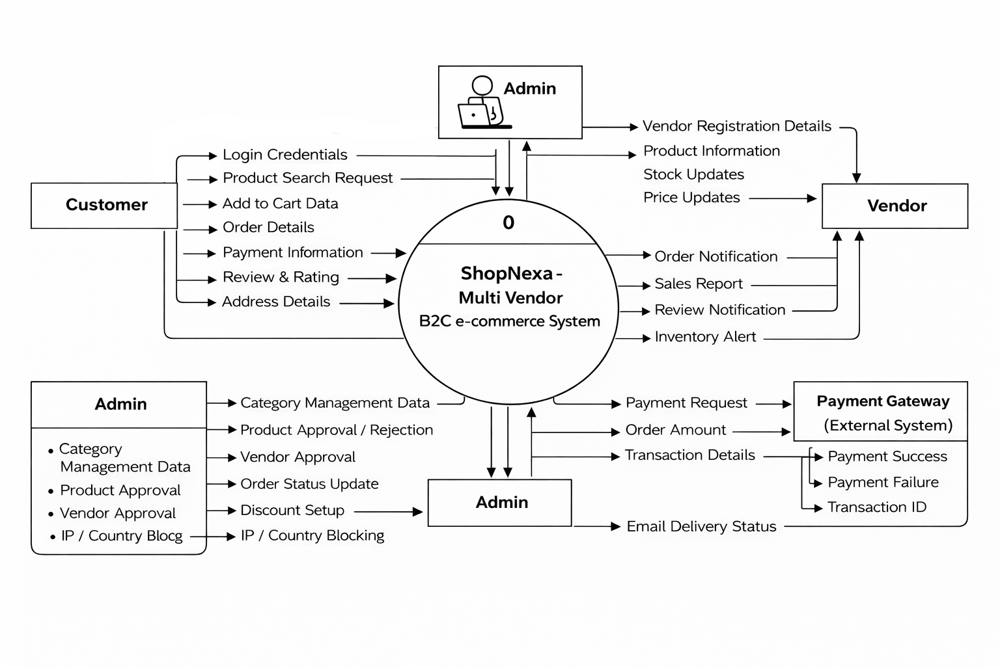 Admin
Vendor Registration Details
Login Credentials
Product Information
Product Search Request
Stock Updates
Customer
Add to Cart Data
Price Updates
Vendor
0
Order Details
Payment Information
Order Notification
Review & Rating
ShopNexa -
Multi Vendor
B2C e-commerce System
Sales Report
Address Details
Review Notification
Inventory Alert
Admin
Category Management Data
Payment Request
Payment Gateway
(External System)
Product Approval / Rejection
Order Amount
• Category
Management Data
Vendor Approval
Transaction Details
Payment Success
• Product Approval
Order Status Update
Payment Failure
• Vendor Approval
Discount Setup
Admin
Transaction ID
• IP / Country Blocg
IP / Country Blocking
Email Delivery Status